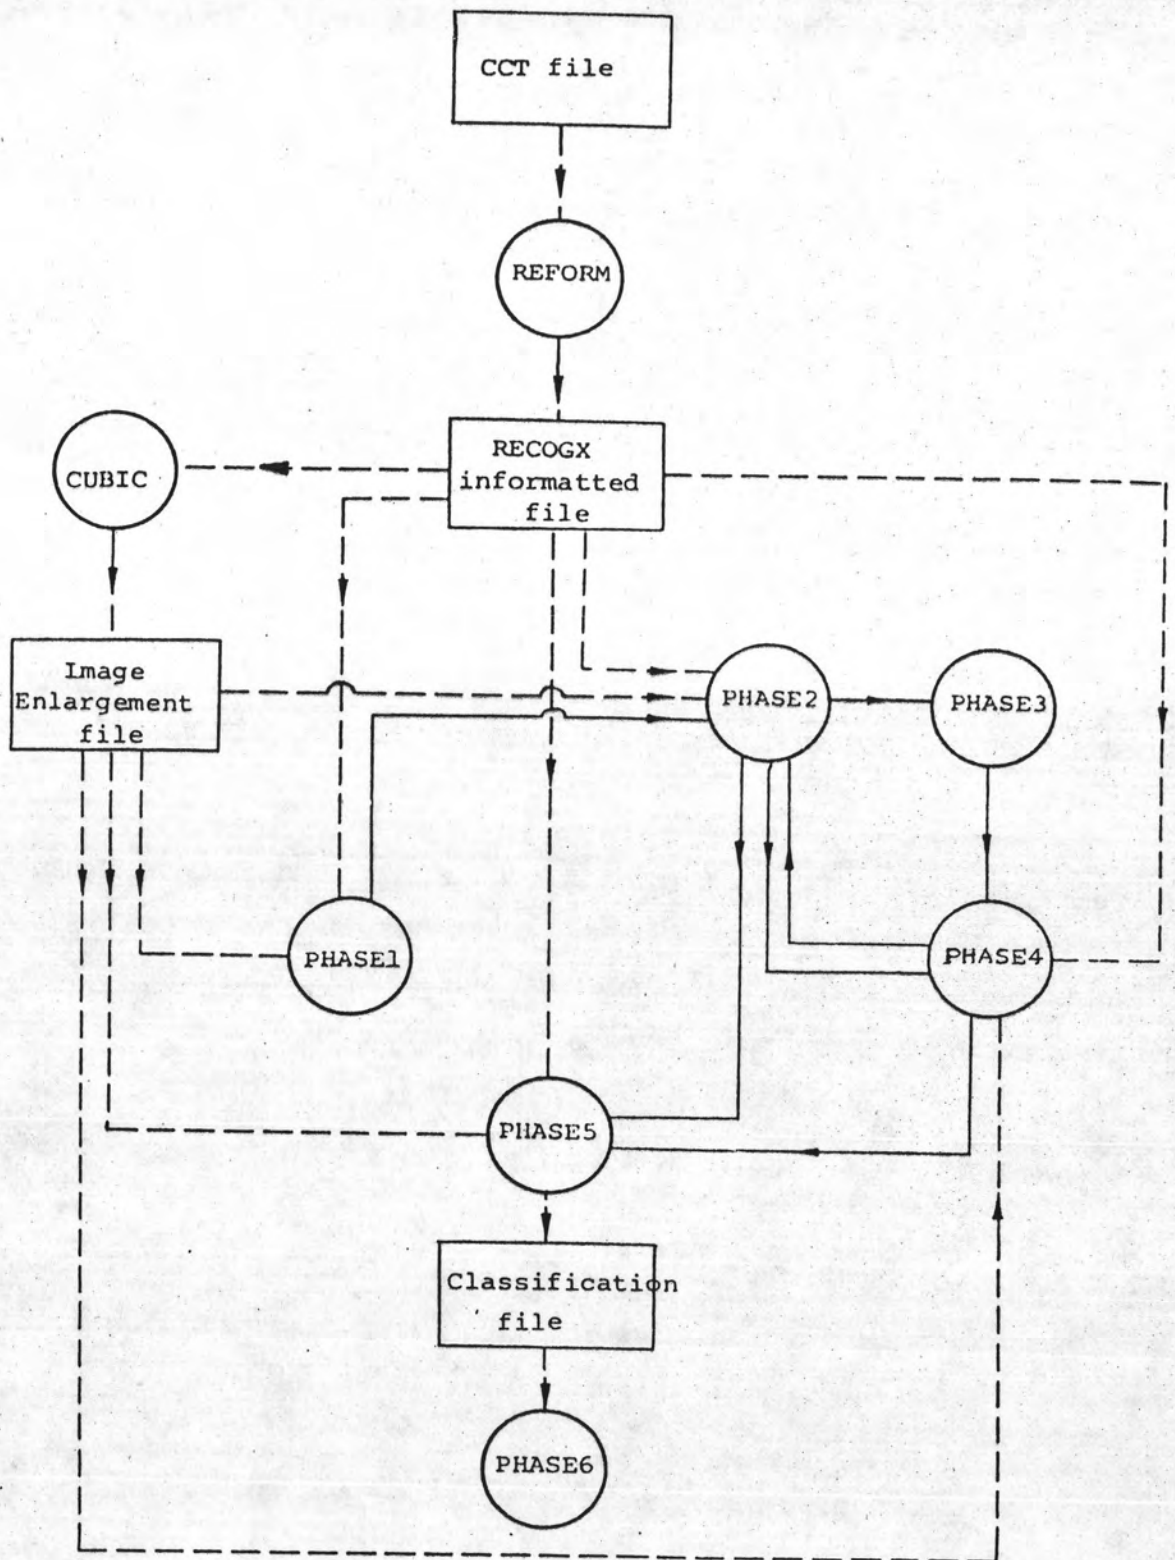 CCT file
REFORM
RECOGX
informatted
file
CUBIC
Image
Enlargement
file
PHASE2
PHASE3
PHASE1
PHASE4
PHASE5
Classification
file
PHASE6